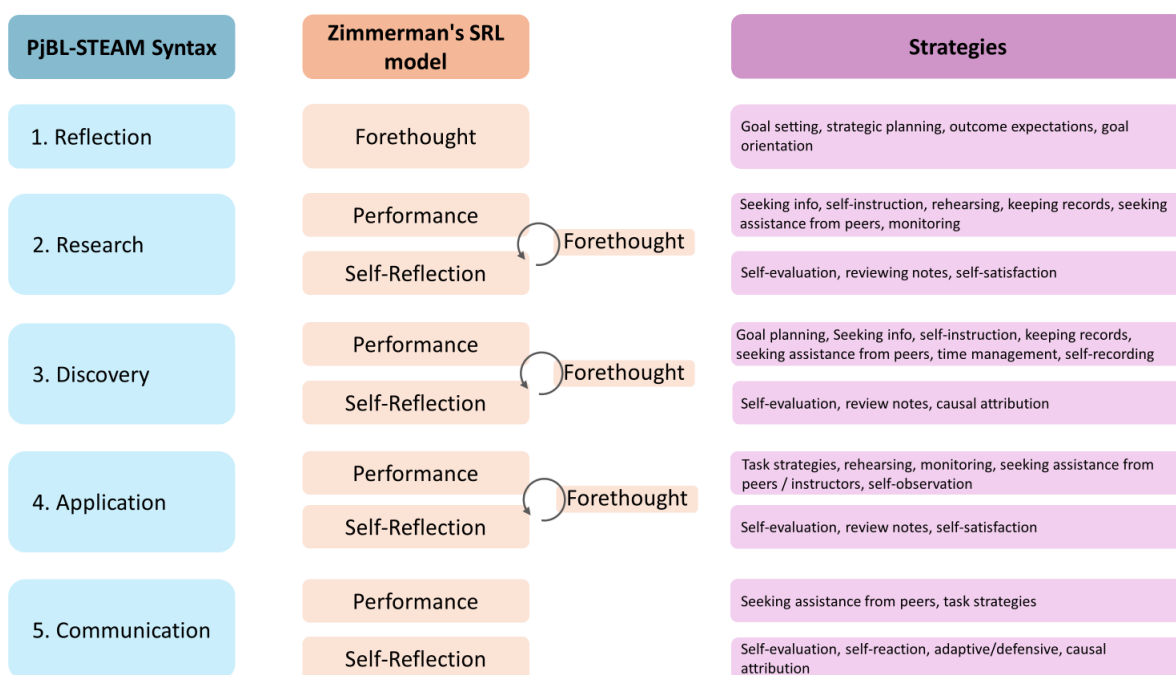 PjBL-STEAM Syntax
Zimmerman's SRL
model
Strategies
1. Reflection
Forethought
Goal setting, strategic planning, outcome expectations, goal
orientation
2. Research
Performance
Forethought
Self-Reflection
Seeking info, self-instruction, rehearsing, keeping records, seeking
assistance from peers, monitoring
Self-evaluation, reviewing notes, self-satisfaction
3. Discovery
Performance
Forethought
Self-Reflection
Goal planning, Seeking info, self-instruction, keeping records,
seeking assistance from peers, time management, self-recording
Self-evaluation, review notes, causal attribution
4. Application
Performance
Forethought
Self-Reflection
Task strategies, rehearsing, monitoring, seeking assistance from
peers / instructors, self-observation
Self-evaluation, review notes, self-satisfaction
5. Communication
Performance
Self-Reflection
Seeking assistance from peers, task strategies
Self-evaluation, self-reaction, adaptive/defensive, causal
attribution